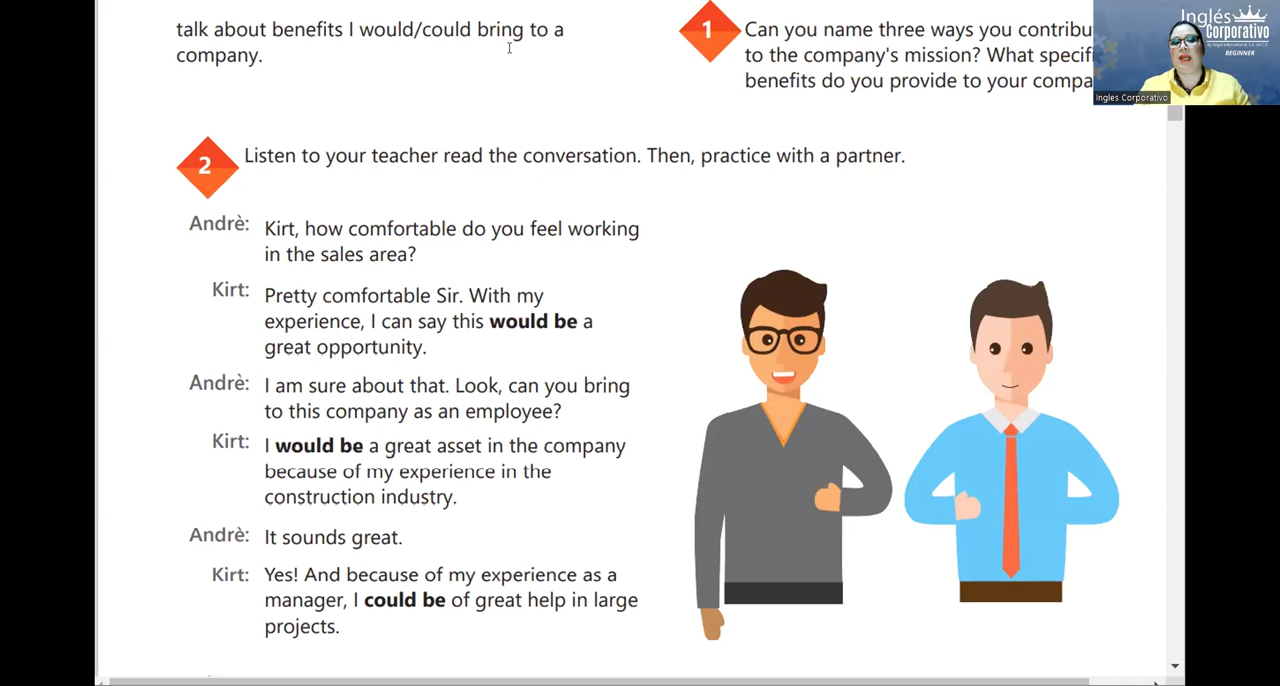 talk about benefits I would/could bring to a
company.
1
Can you name three ways you contribu
to the company's mission? What specifi
benefits do you provide to your compa
Inglés
Corporativo
BEGINNER
Ingles Corporativo
2
Listen to your teacher read the conversation. Then, practice with a partner.
Andrè: Kirt, how comfortable do you feel working
in the sales area?
Kirt: Pretty comfortable Sir. With my
experience, I can say this would be a
great opportunity.
Andrè: I am sure about that. Look, can you bring
to this company as an employee?
Kirt: I would be a great asset in the company
because of my experience in the
construction industry.
Andrè: It sounds great.
Kirt: Yes! And because of my experience as a
manager, I could be of great help in large
projects.